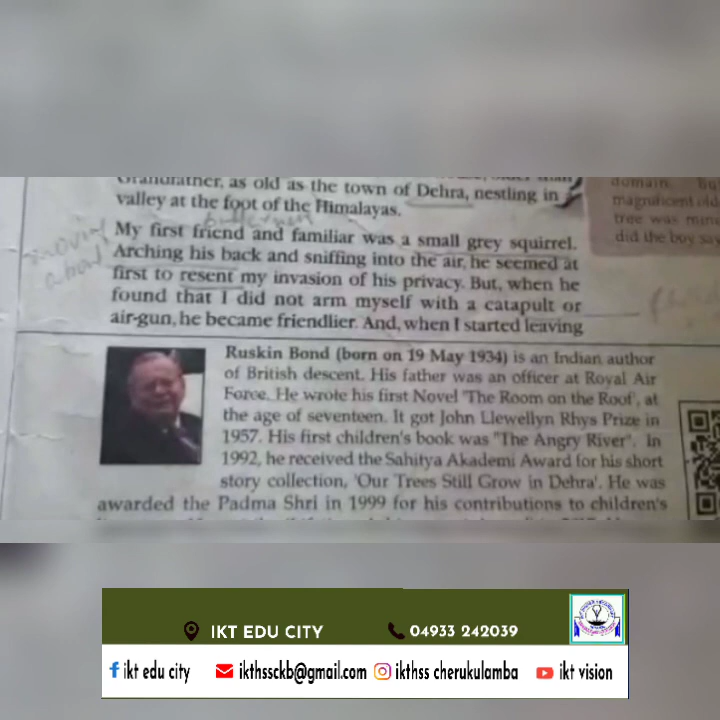 Grandfather, as old as the town of Dehra, nestling in
valley at the foot of the Himalayas.
My first friend and familiar was a small grey squirrel.
Arching his back and sniffing into the air, he seemed at
first to resent my invasion of his privacy. But, when he
found that I did not arm myself with a catapult or
air-gun, he became friendlier. And, when I started leaving
domain.
magnificent old
tree was
did the boy say
moving
Ruskin Bond (born on 19 May 1934) is an Indian author
of British descent. His father was an officer at Royal Air
Force. He wrote his first Novel 'The Room on the Roof', at
the age of seventeen. It got John Llewellyn Rhys Prize in
1957. His first children's book was "The Angry River". In
1992, he received the Sahitya Akademi Award for his short
story collection, 'Our Trees Still Grow in Dehra'. He was
awarded the Padma Shri in 1999 for his contributions to children's
IKT EDU CITY 04933 242039
ikt edu city ikthssckb@gmail.com ikthss cherukulamba ikt vision